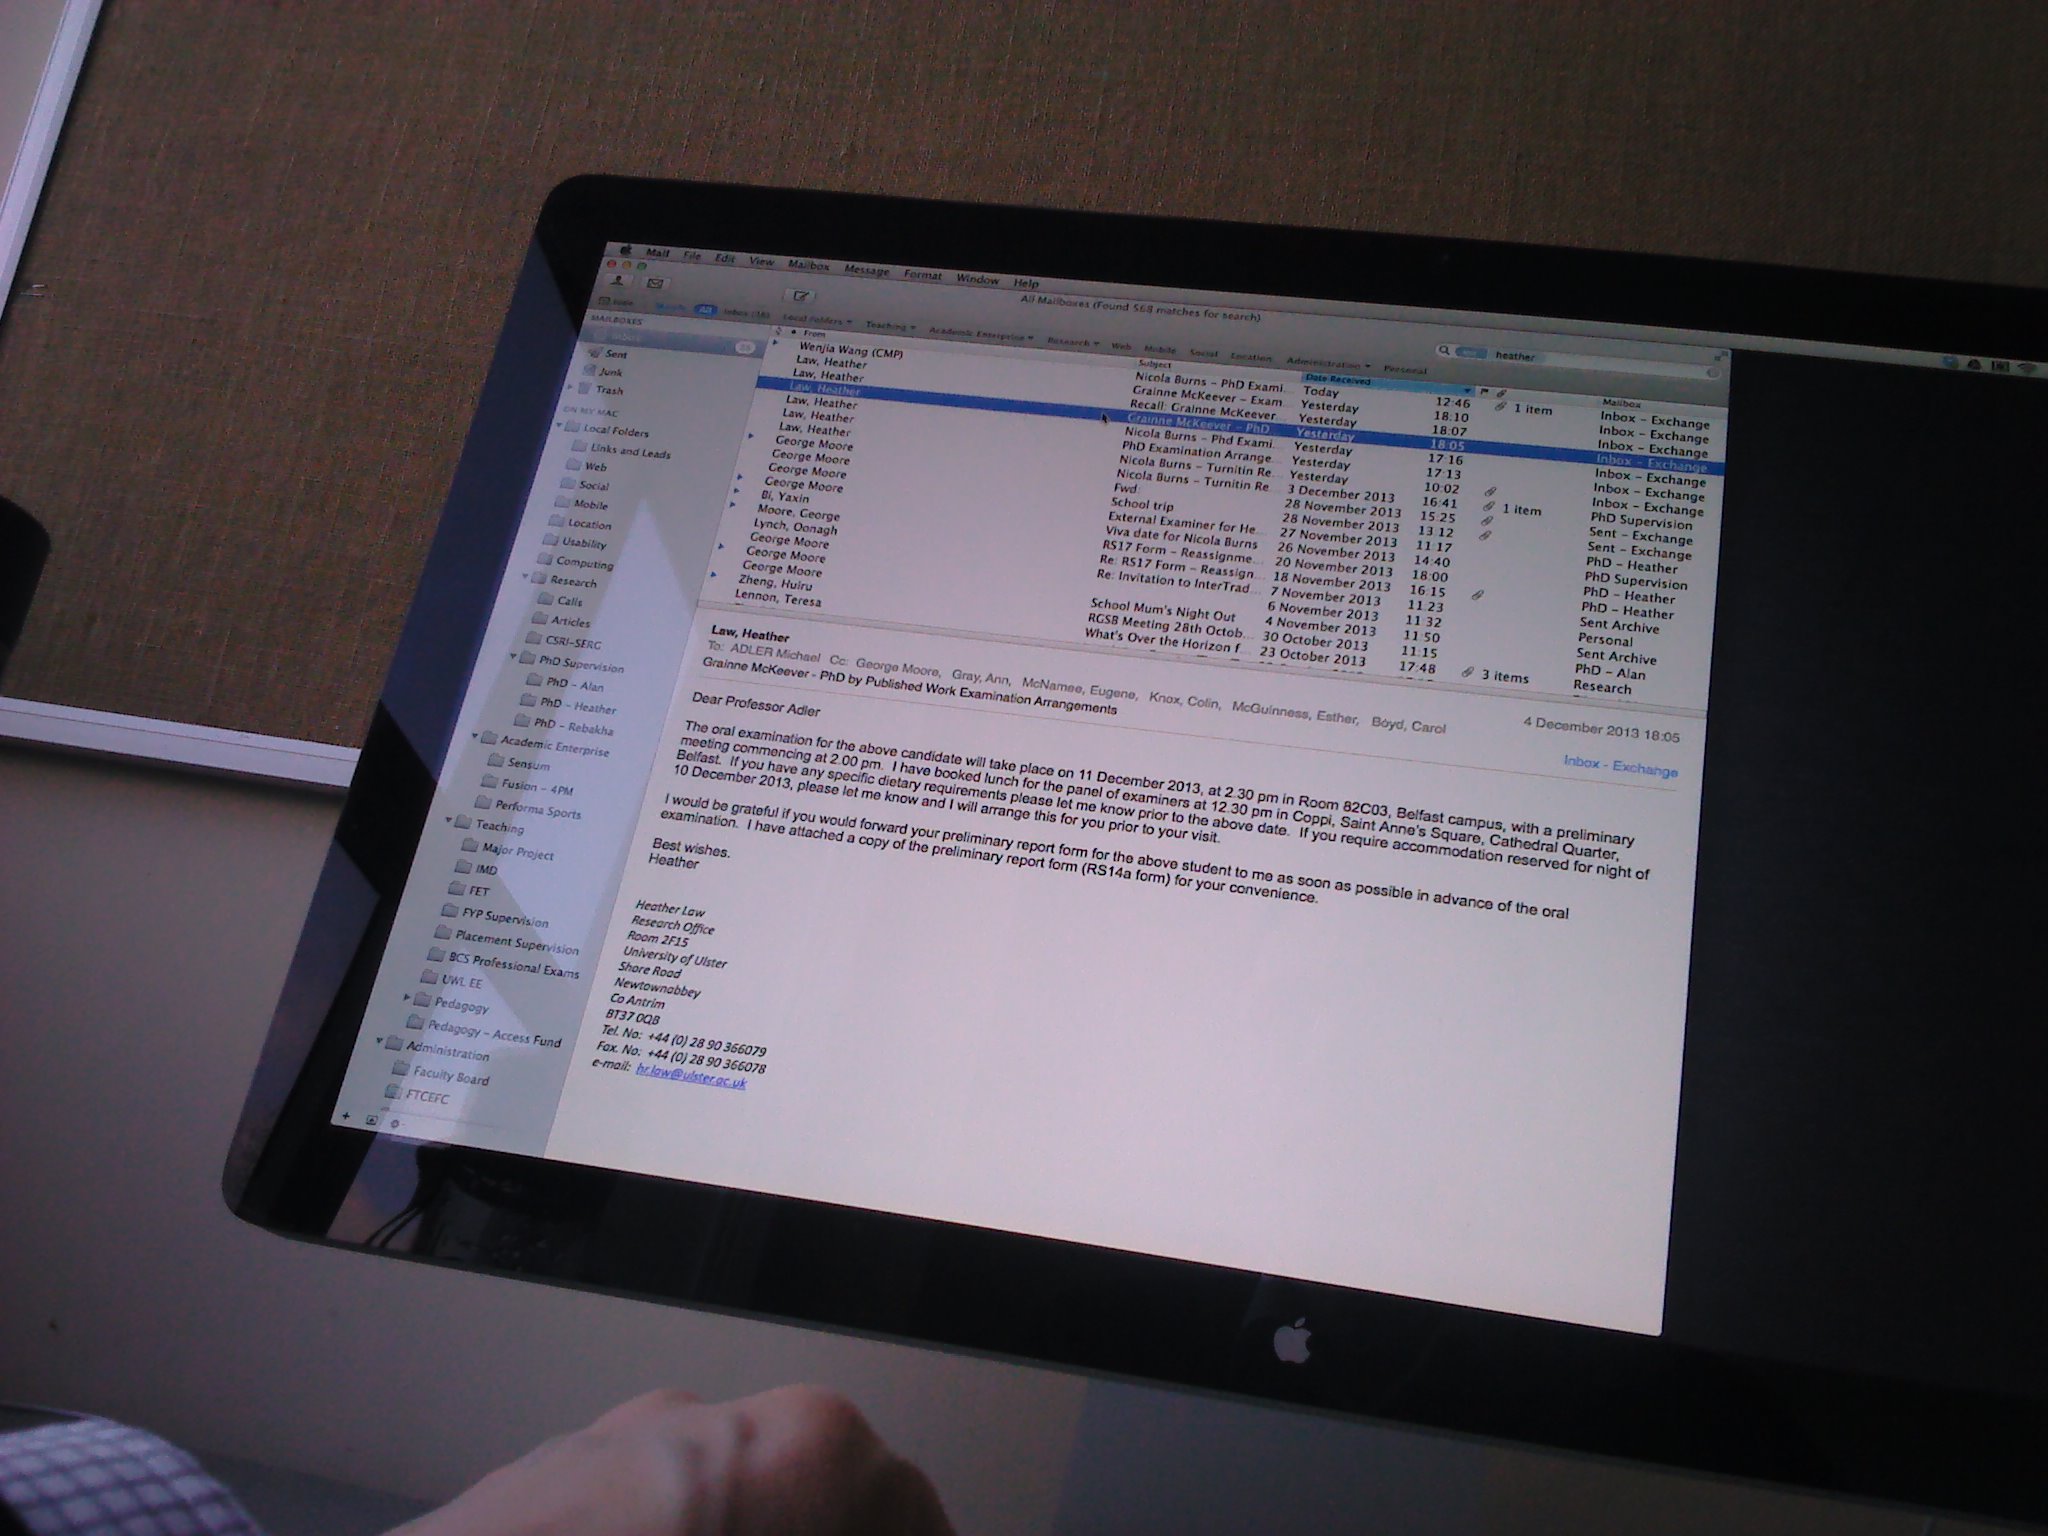 Mail File Edit View Mailbox Message Format Window Help
All Mailboxes (Found 568 matches for search)
All Local Folders Teaching Academic Enterprise Research Web Mobile Social Location Administration Personal
heather
MAILBOXES
Sent
Junk
Trash
ON MY MAC
Local Folders
Links and Leads
Web
Social
Mobile
Location
Usability
Computing
Research
Calls
Articles
CSRI-SERG
PhD Supervision
PhD - Alan
PhD - Heather
PhD - Rebakha
Academic Enterprise
Sensum
Fusion - 4PM
Performa Sports
Teaching
Major Project
IMD
FET
FYP Supervision
Placement Supervision
BCS Professional Exams
UWL EE
Pedagogy
Pedagogy - Access Fund
Administration
Faculty Board
FTCEFC
From Subject Date Received Mailbox
Wenjia Wang (CMP) Nicola Burns - PhD Exami... Today 12:46 1 item Inbox - Exchange
Law, Heather Grainne McKeever - Exam... Yesterday 18:10 Inbox - Exchange
Law, Heather Recall: Grainne McKeever... Yesterday 18:07 Inbox - Exchange
Law, Heather Grainne McKeever - PhD... Yesterday 18:05 Inbox - Exchange
Law, Heather Nicola Burns - Phd Exami... Yesterday 17:16 Inbox - Exchange
Law, Heather PhD Examination Arrange... Yesterday 17:13 Inbox - Exchange
Law, Heather Nicola Burns - Turnitin Re... Yesterday 10:02 Inbox - Exchange
George Moore Nicola Burns - Turnitin Re... 3 December 2013 16:41 1 item PhD Supervision
George Moore Fwd: 28 November 2013 15:25 Sent - Exchange
George Moore School trip 28 November 2013 13:12 Sent - Exchange
George Moore External Examiner for He... 27 November 2013 11:17 PhD - Heather
Bi, Yaxin Viva date for Nicola Burns 26 November 2013 14:40 PhD Supervision
Moore, George RS17 Form - Reassignme... 20 November 2013 18:00 PhD - Heather
Lynch, Oonagh Re: RS17 Form - Reassign... 18 November 2013 16:15 PhD - Heather
George Moore Re: Invitation to InterTrad... 7 November 2013 11:23 Sent Archive
George Moore 6 November 2013 11:32 Personal
George Moore School Mum's Night Out 4 November 2013 11:50 Sent Archive
Zheng, Huiru RGSB Meeting 28th Octob... 30 October 2013 11:15 PhD - Alan
Lennon, Teresa What's Over the Horizon f... 23 October 2013 17:48 3 items Research
Law, Heather
To: ADLER Michael Cc: George Moore, Gray, Ann, McNamee, Eugene, Knox, Colin, McGuinness, Esther, Boyd, Carol
4 December 2013 18:05
Grainne McKeever - PhD by Published Work Examination Arrangements
Inbox - Exchange
Dear Professor Adler
The oral examination for the above candidate will take place on 11 December 2013, at 2.30 pm in Room 82C03, Belfast campus, with a preliminary
meeting commencing at 2.00 pm. I have booked lunch for the panel of examiners at 12.30 pm in Coppi, Saint Anne's Square, Cathedral Quarter,
Belfast. If you have any specific dietary requirements please let me know prior to the above date. If you require accommodation reserved for night of
10 December 2013, please let me know and I will arrange this for you prior to your visit.
I would be grateful if you would forward your preliminary report form for the above student to me as soon as possible in advance of the oral
examination. I have attached a copy of the preliminary report form (RS14a form) for your convenience.
Best wishes.
Heather
Heather Law
Research Office
Room 2F15
University of Ulster
Shore Road
Newtownabbey
Co Antrim
BT37 0QB
Tel. No: +44 (0) 28 90 366079
Fax. No: +44 (0) 28 90 366078
e-mail: hr.law@ulster.ac.uk